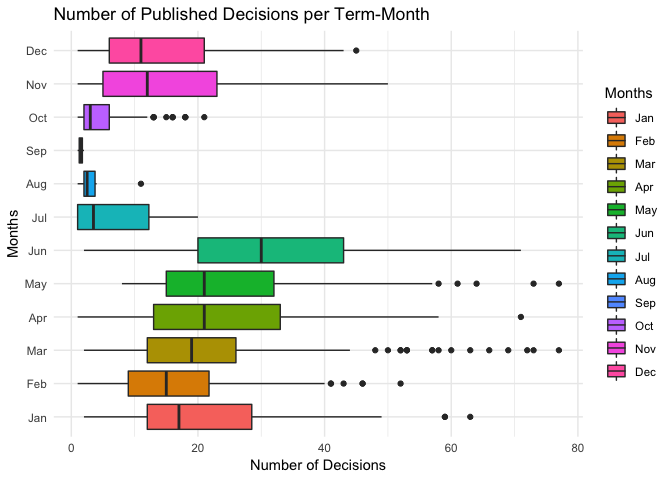 Number of Published Decisions per Term-Month
Months
Dec
Nov
Oct
Sep
Aug
Jul
Jun
May
Apr
Mar
Feb
Jan
0 20 40 60 80
Number of Decisions
Months
Jan
Feb
Mar
Apr
May
Jun
Jul
Aug
Sep
Oct
Nov
Dec